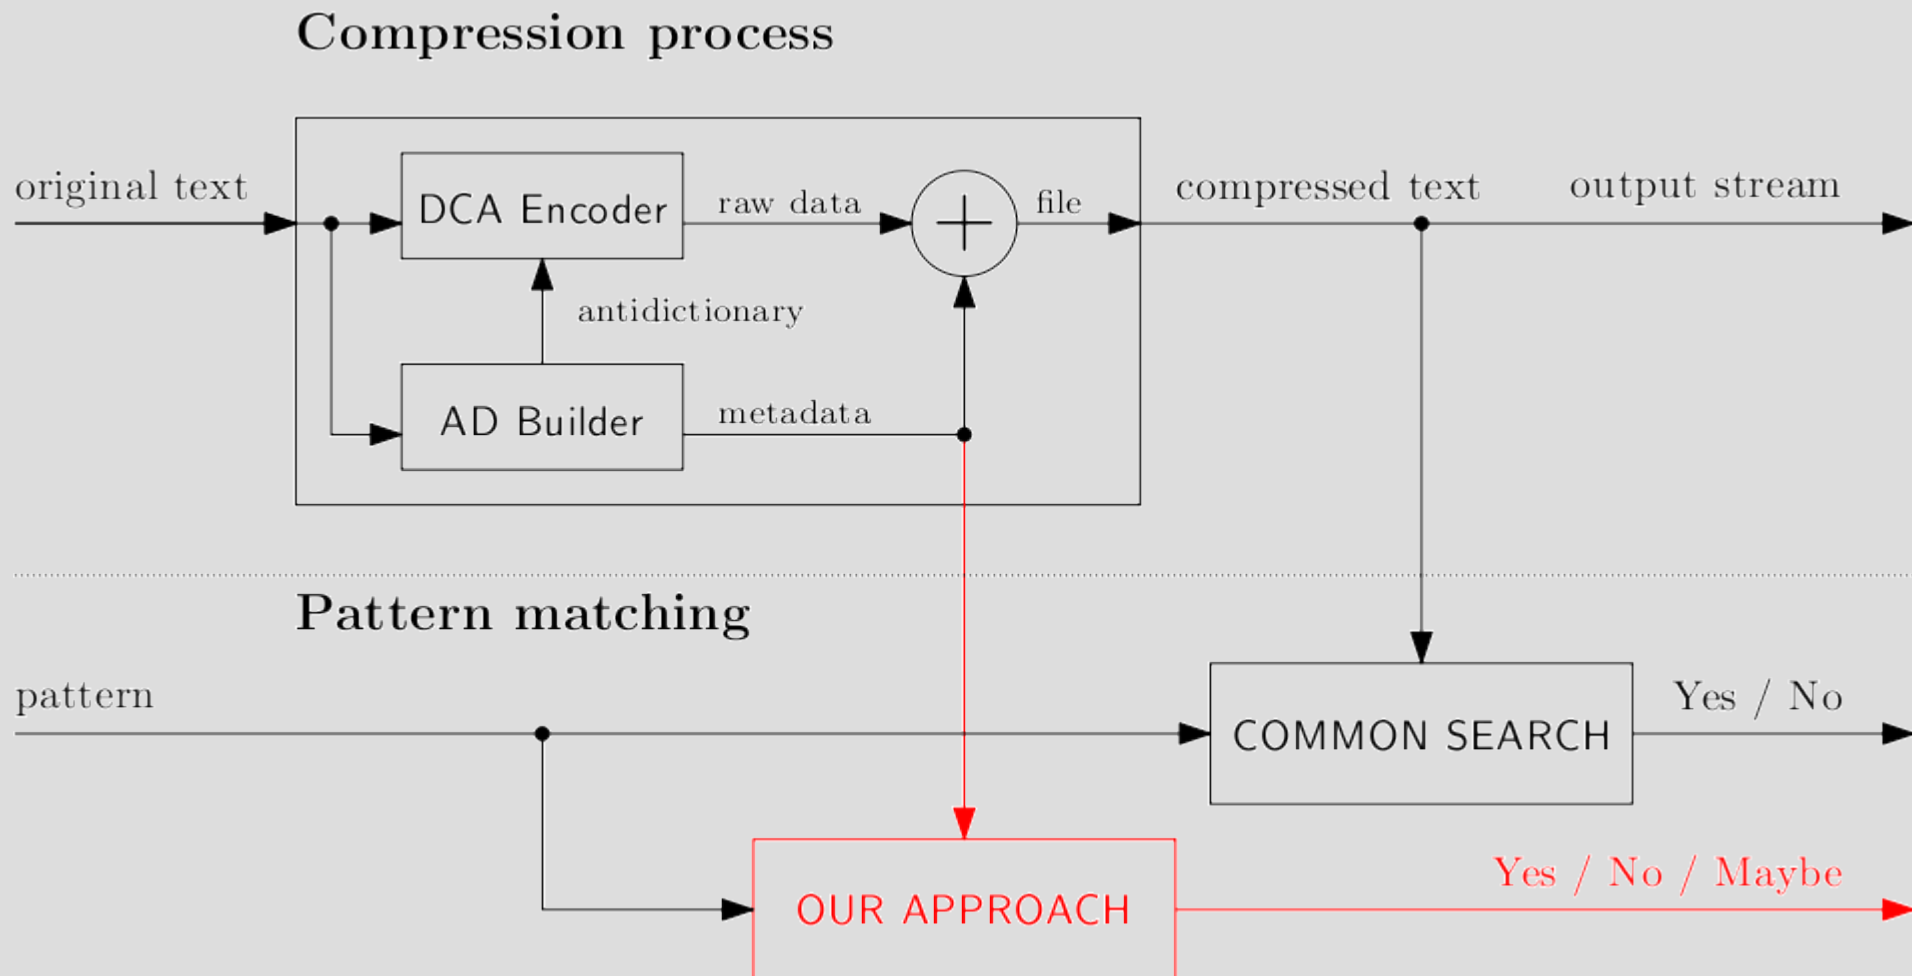 Compression process
original text
DCA Encoder
raw data
file
compressed text
output stream
antidictionary
AD Builder
metadata
Pattern matching
pattern
COMMON SEARCH
Yes / No
OUR APPROACH
Yes / No / Maybe